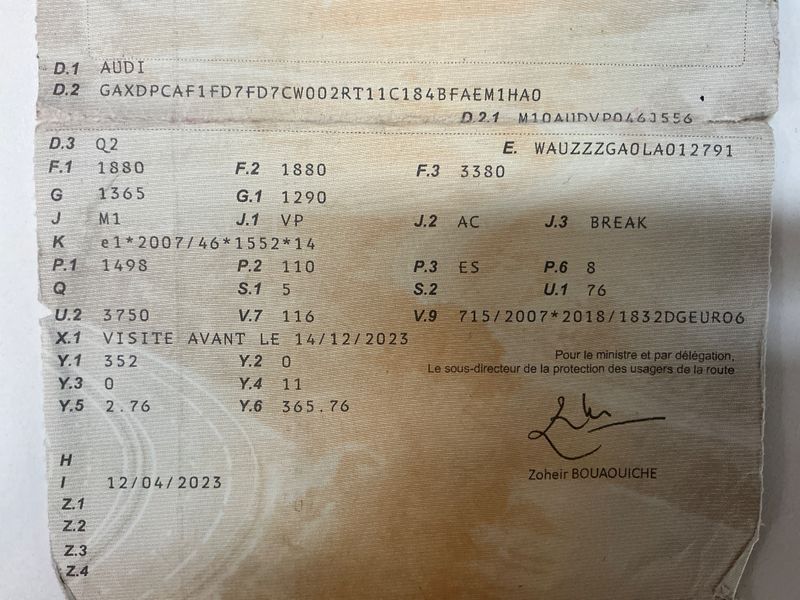 D.1 AUDI
D.2 GAXDPCAF1FD7FD7CW002RT11C184BFAEM1HA0
D.2.1 M10AUDVP046J556
D.3 Q2 E. WAUZZZGA0LA012791
F.1 1880 F.2 1880 F.3 3380
G 1365 G.1 1290
J M1 J.1 VP J.2 AC J.3 BREAK
K e1*2007/46*1552*14
P.1 1498 P.2 110 P.3 ES P.6 8
Q S.1 5 S.2 U.1 76
U.2 3750 V.7 116 V.9 715/2007*2018/1832DGEURO6
X.1 VISITE AVANT LE 14/12/2023
Y.1 352 Y.2 0
Pour le ministre et par délégation,
Le sous-directeur de la protection des usagers de la route
Y.3 0 Y.4 11
Y.5 2.76 Y.6 365.76
H
Zoheir BOUAOUICHE
I 12/04/2023
Z.1
Z.2
Z.3
Z.4